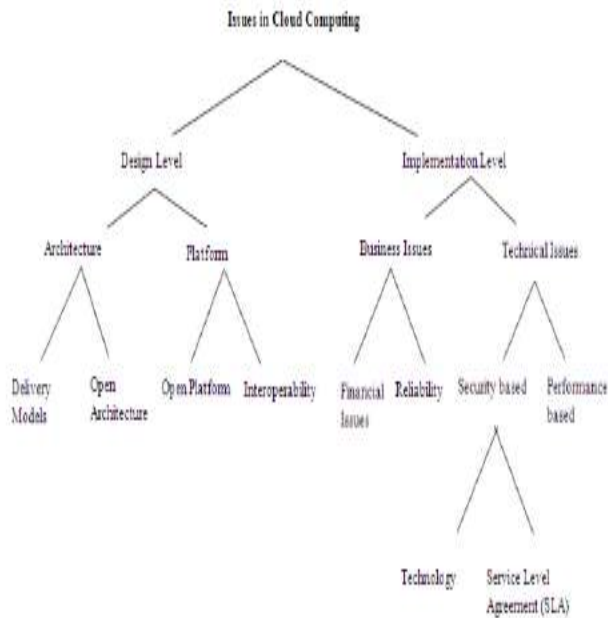 Issues in Cloud Computing
Design Level
Implementation Level
Architecture
Platform
Business Issues
Technical Issues
Delivery
Models
Open
Architecture
Open Platform
Interoperability
Financial
Issues
Reliability
Security based
Performance
based
Technology
Service Level
Agreement (SLA)